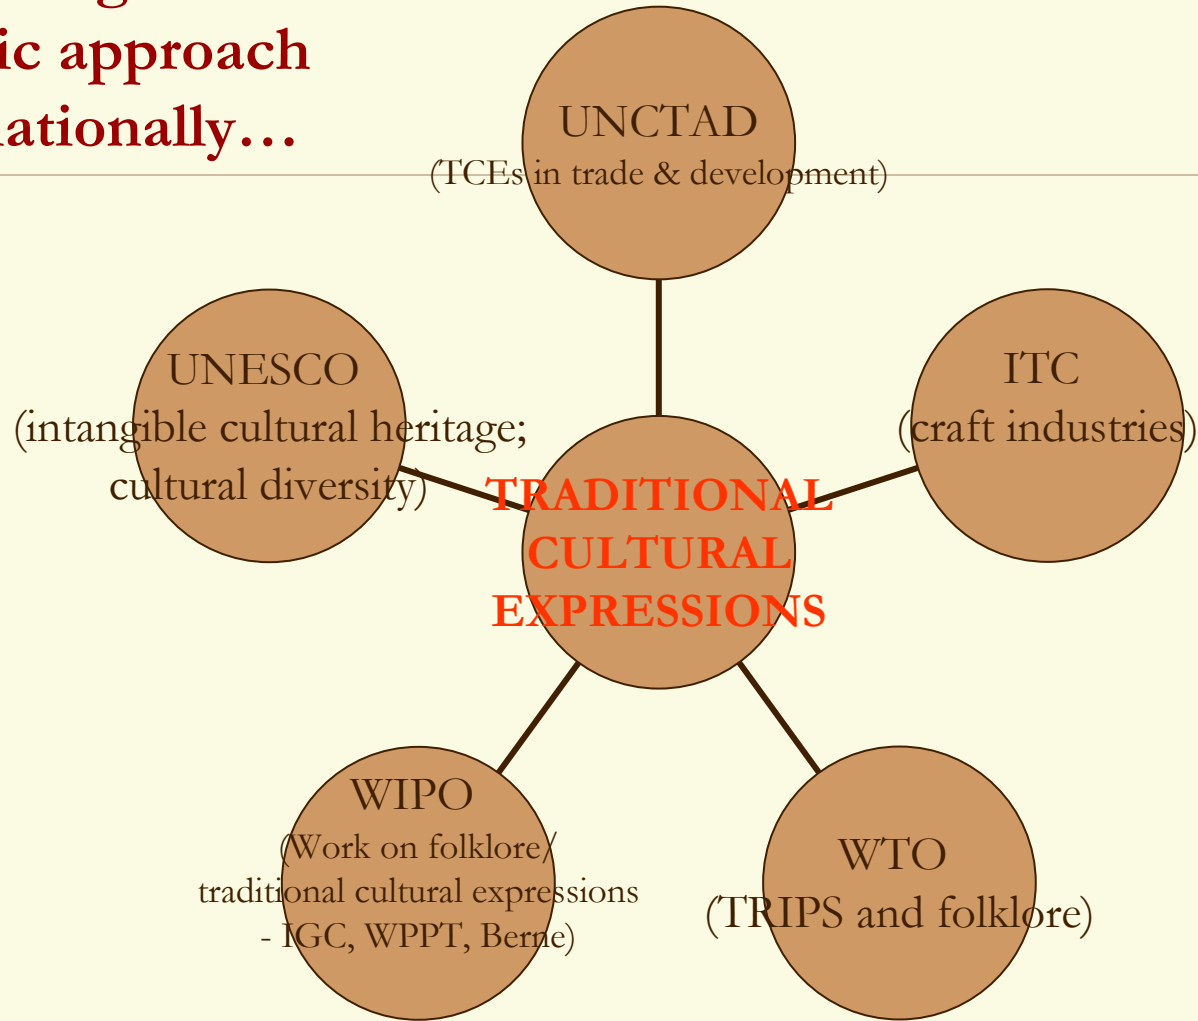 ic approach
nationally…
UNCTAD
(TCEs in trade & development)
UNESCO
(intangible cultural heritage;
cultural diversity)
ITC
(craft industries)
TRADITIONAL
CULTURAL
EXPRESSIONS
WIPO
(Work on folklore/
traditional cultural expressions
- IGC, WPPT, Berne)
WTO
(TRIPS and folklore)